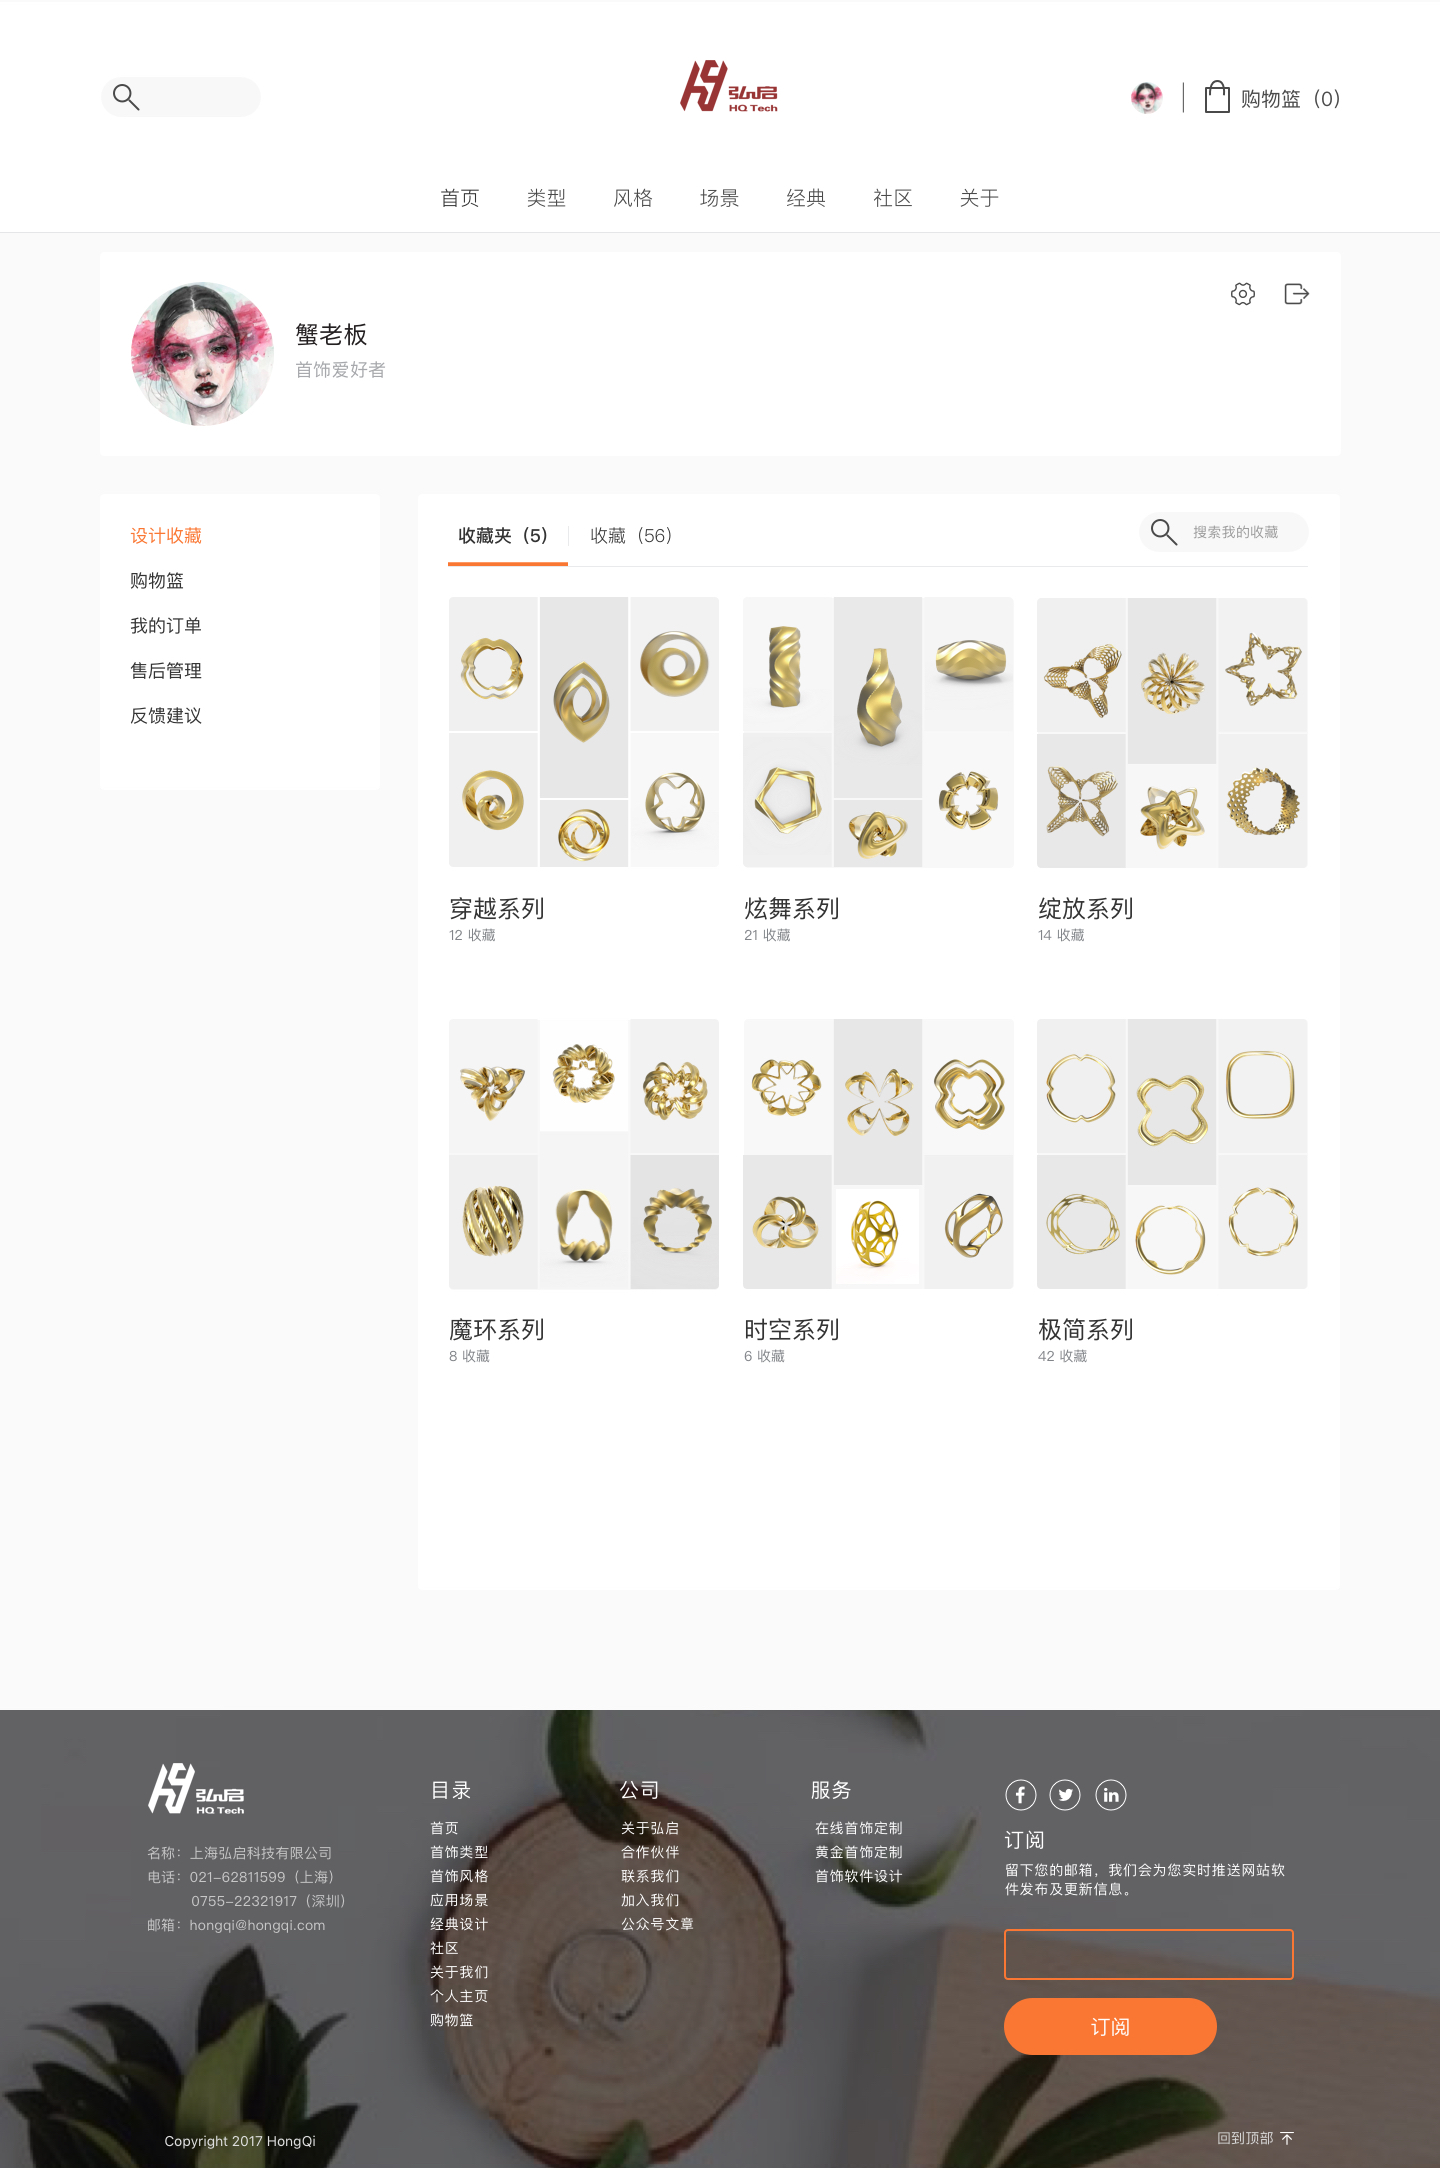 弘启
HQ Tech
购物篮（0）
首页 类型 风格 场景 经典 社区 关于
蟹老板
首饰爱好者
设计收藏
购物篮
我的订单
售后管理
反馈建议
收藏夹（5） 收藏（56） 搜索我的收藏
穿越系列 炫舞系列 绽放系列
12 收藏 21 收藏 14 收藏
魔环系列 时空系列 极简系列
8 收藏 6 收藏 42 收藏
弘启
HQ Tech
名称：上海弘启科技有限公司
电话：021-62811599（上海）
0755-22321917（深圳）
邮箱：hongqi@hongqi.com
Copyright 2017 HongQi
目录
首页
首饰类型
首饰风格
应用场景
经典设计
社区
关于我们
个人主页
购物篮
公司
关于弘启
合作伙伴
联系我们
加入我们
公众号文章
服务
在线首饰定制
黄金首饰定制
首饰软件设计
订阅
留下您的邮箱，我们会为您实时推送网站软
件发布及更新信息。
订阅
回到顶部